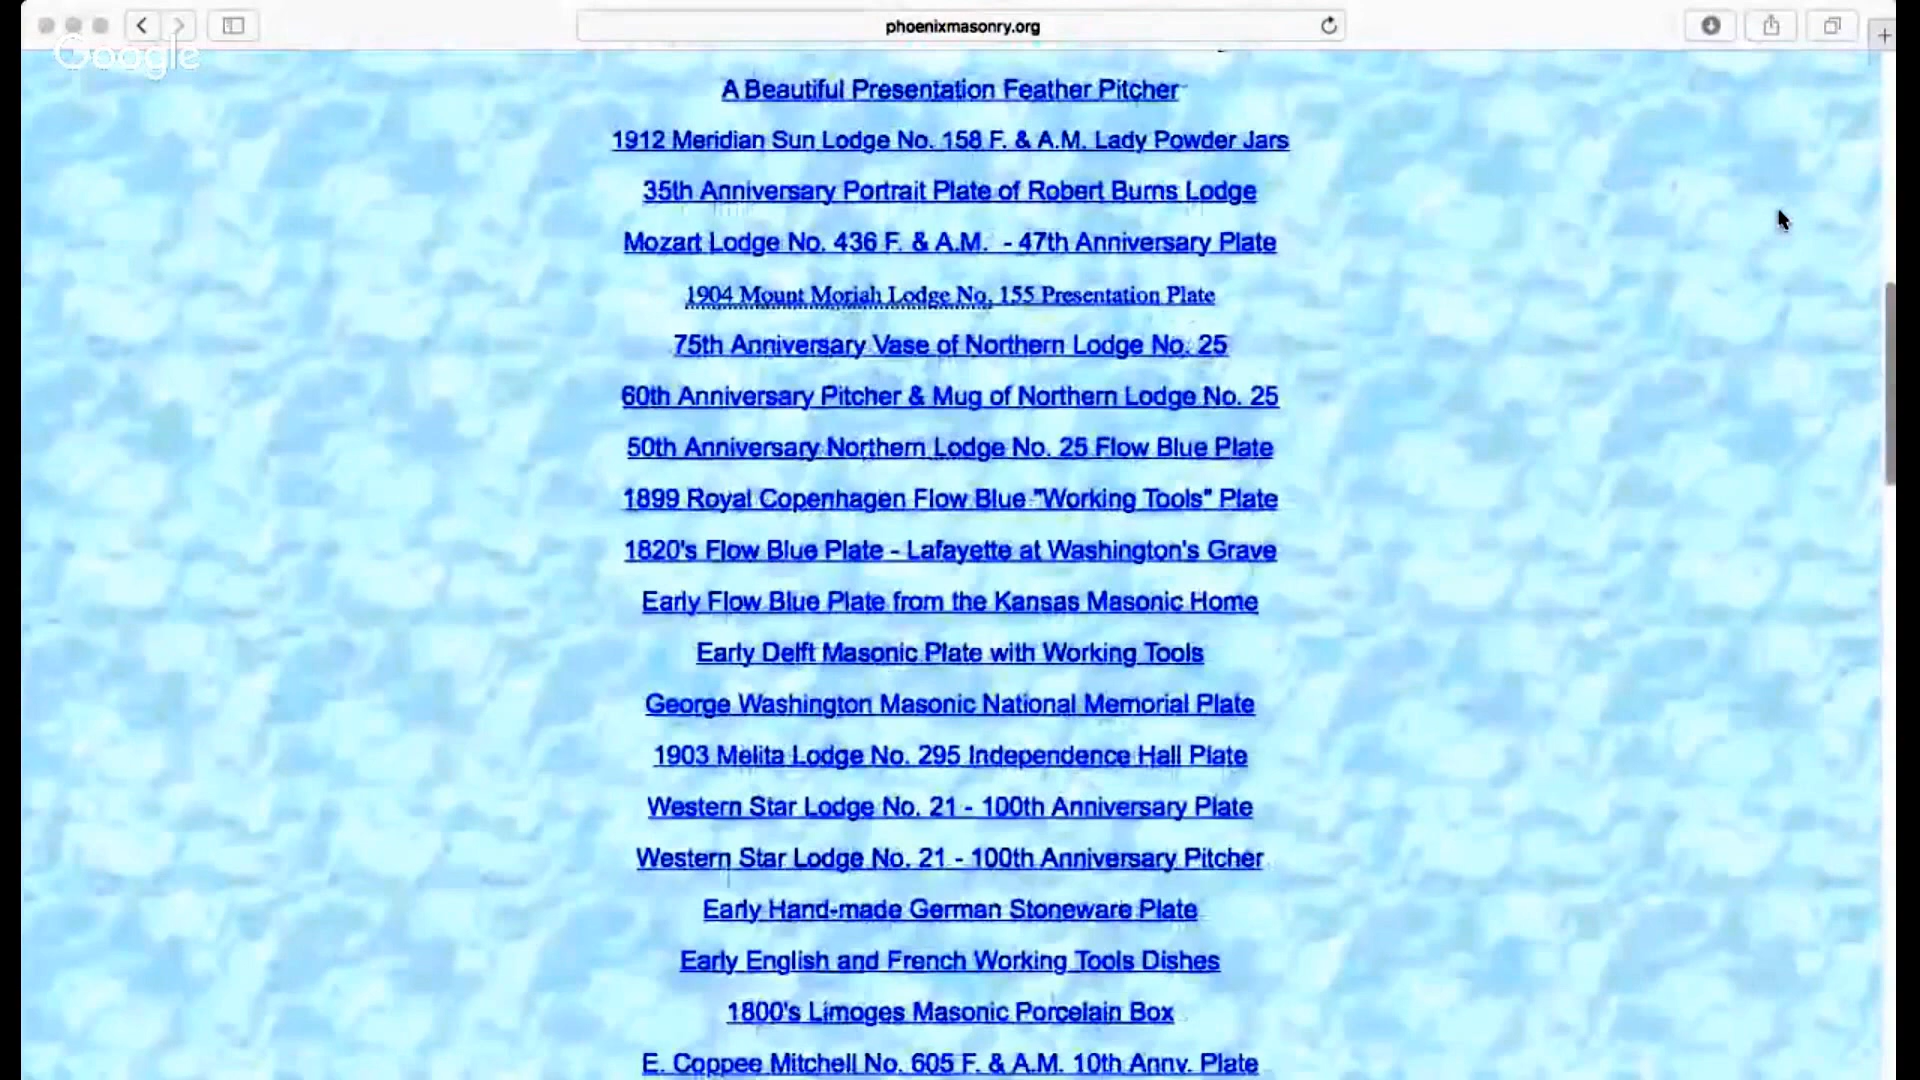 phoenixmasonry.org
Google
A Beautiful Presentation Feather Pitcher
1912 Meridian Sun Lodge No. 158 F. & A.M. Lady Powder Jars
35th Anniversary Portrait Plate of Robert Burns Lodge
Mozart Lodge No. 436 F. & A.M. - 47th Anniversary Plate
1904 Mount Moriah Lodge No. 155 Presentation Plate
75th Anniversary Vase of Northern Lodge No. 25
60th Anniversary Pitcher & Mug of Northern Lodge No. 25
50th Anniversary Northern Lodge No. 25 Flow Blue Plate
1899 Royal Copenhagen Flow Blue "Working Tools" Plate
1820's Flow Blue Plate - Lafayette at Washington's Grave
Early Flow Blue Plate from the Kansas Masonic Home
Early Delft Masonic Plate with Working Tools
George Washington Masonic National Memorial Plate
1903 Melita Lodge No. 295 Independence Hall Plate
Western Star Lodge No. 21 - 100th Anniversary Plate
Western Star Lodge No. 21 - 100th Anniversary Pitcher
Early Hand-made German Stoneware Plate
Early English and French Working Tools Dishes
1800's Limoges Masonic Porcelain Box
E. Coppee Mitchell No. 605 F. & A.M. 10th Annv. Plate